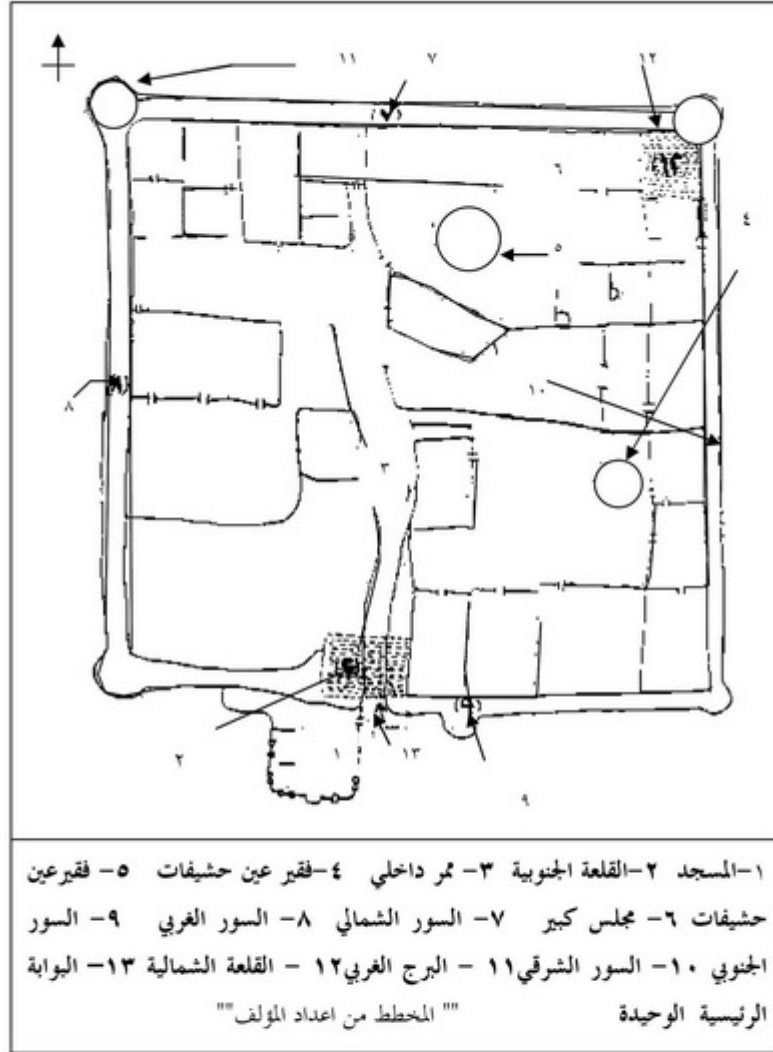 ١١ ٧ ١٢
٦
٤
٥
١٠
٨
٣
٢ ١ ١٣
٩
١-المسجد ٢-القلعة الجنوبية ٣- ممر داخلي ٤-فقير عين حشيفات ٥- فقيرعين
حشيفات ٦- مجلس كبير ٧- السور الشمالي ٨- السور الغربي ٩- السور
الجنوبي ١٠- السور الشرقي ١١- البرج الغربي١٢ - القلعة الشمالية ١٣- البوابة
الرئيسية الوحيدة "" المخطط من اعداد المؤلف""